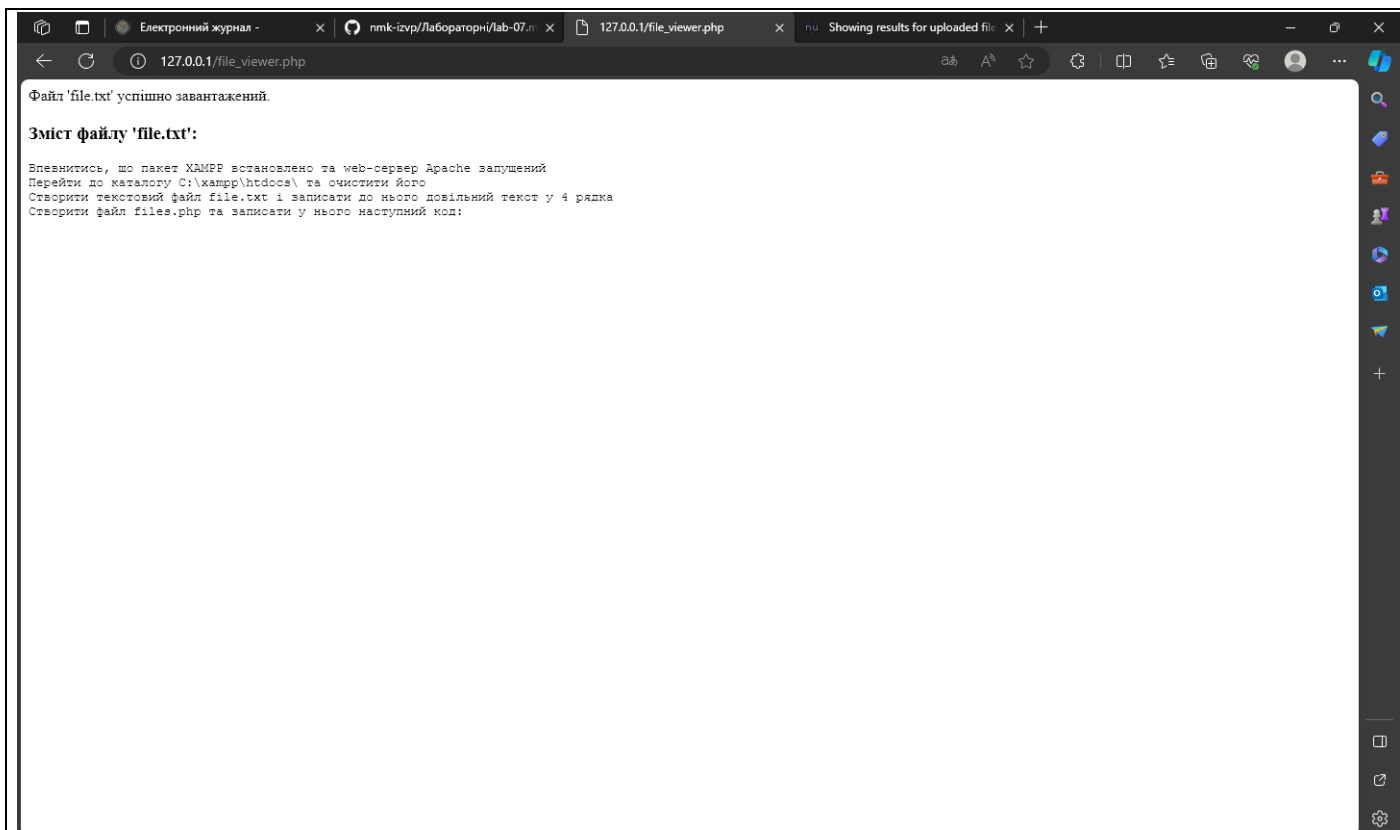 Електронний журнал -
nmk-izvp/Лабораторні/lab-07.m
127.0.0.1/file_viewer.php
nu Showing results for uploaded file
127.0.0.1/file_viewer.php
Файл 'file.txt' успішно завантажений.
Зміст файлу 'file.txt':
Впевнитись, що пакет XAMPP встановлено та web-сервер Apache запущений
Перейти до каталогу C:\xampp\htdocs\ та очистити його
Створити текстовий файл file.txt і записати до нього довільний текст у 4 рядка
Створити файл files.php та записати у нього наступний код: